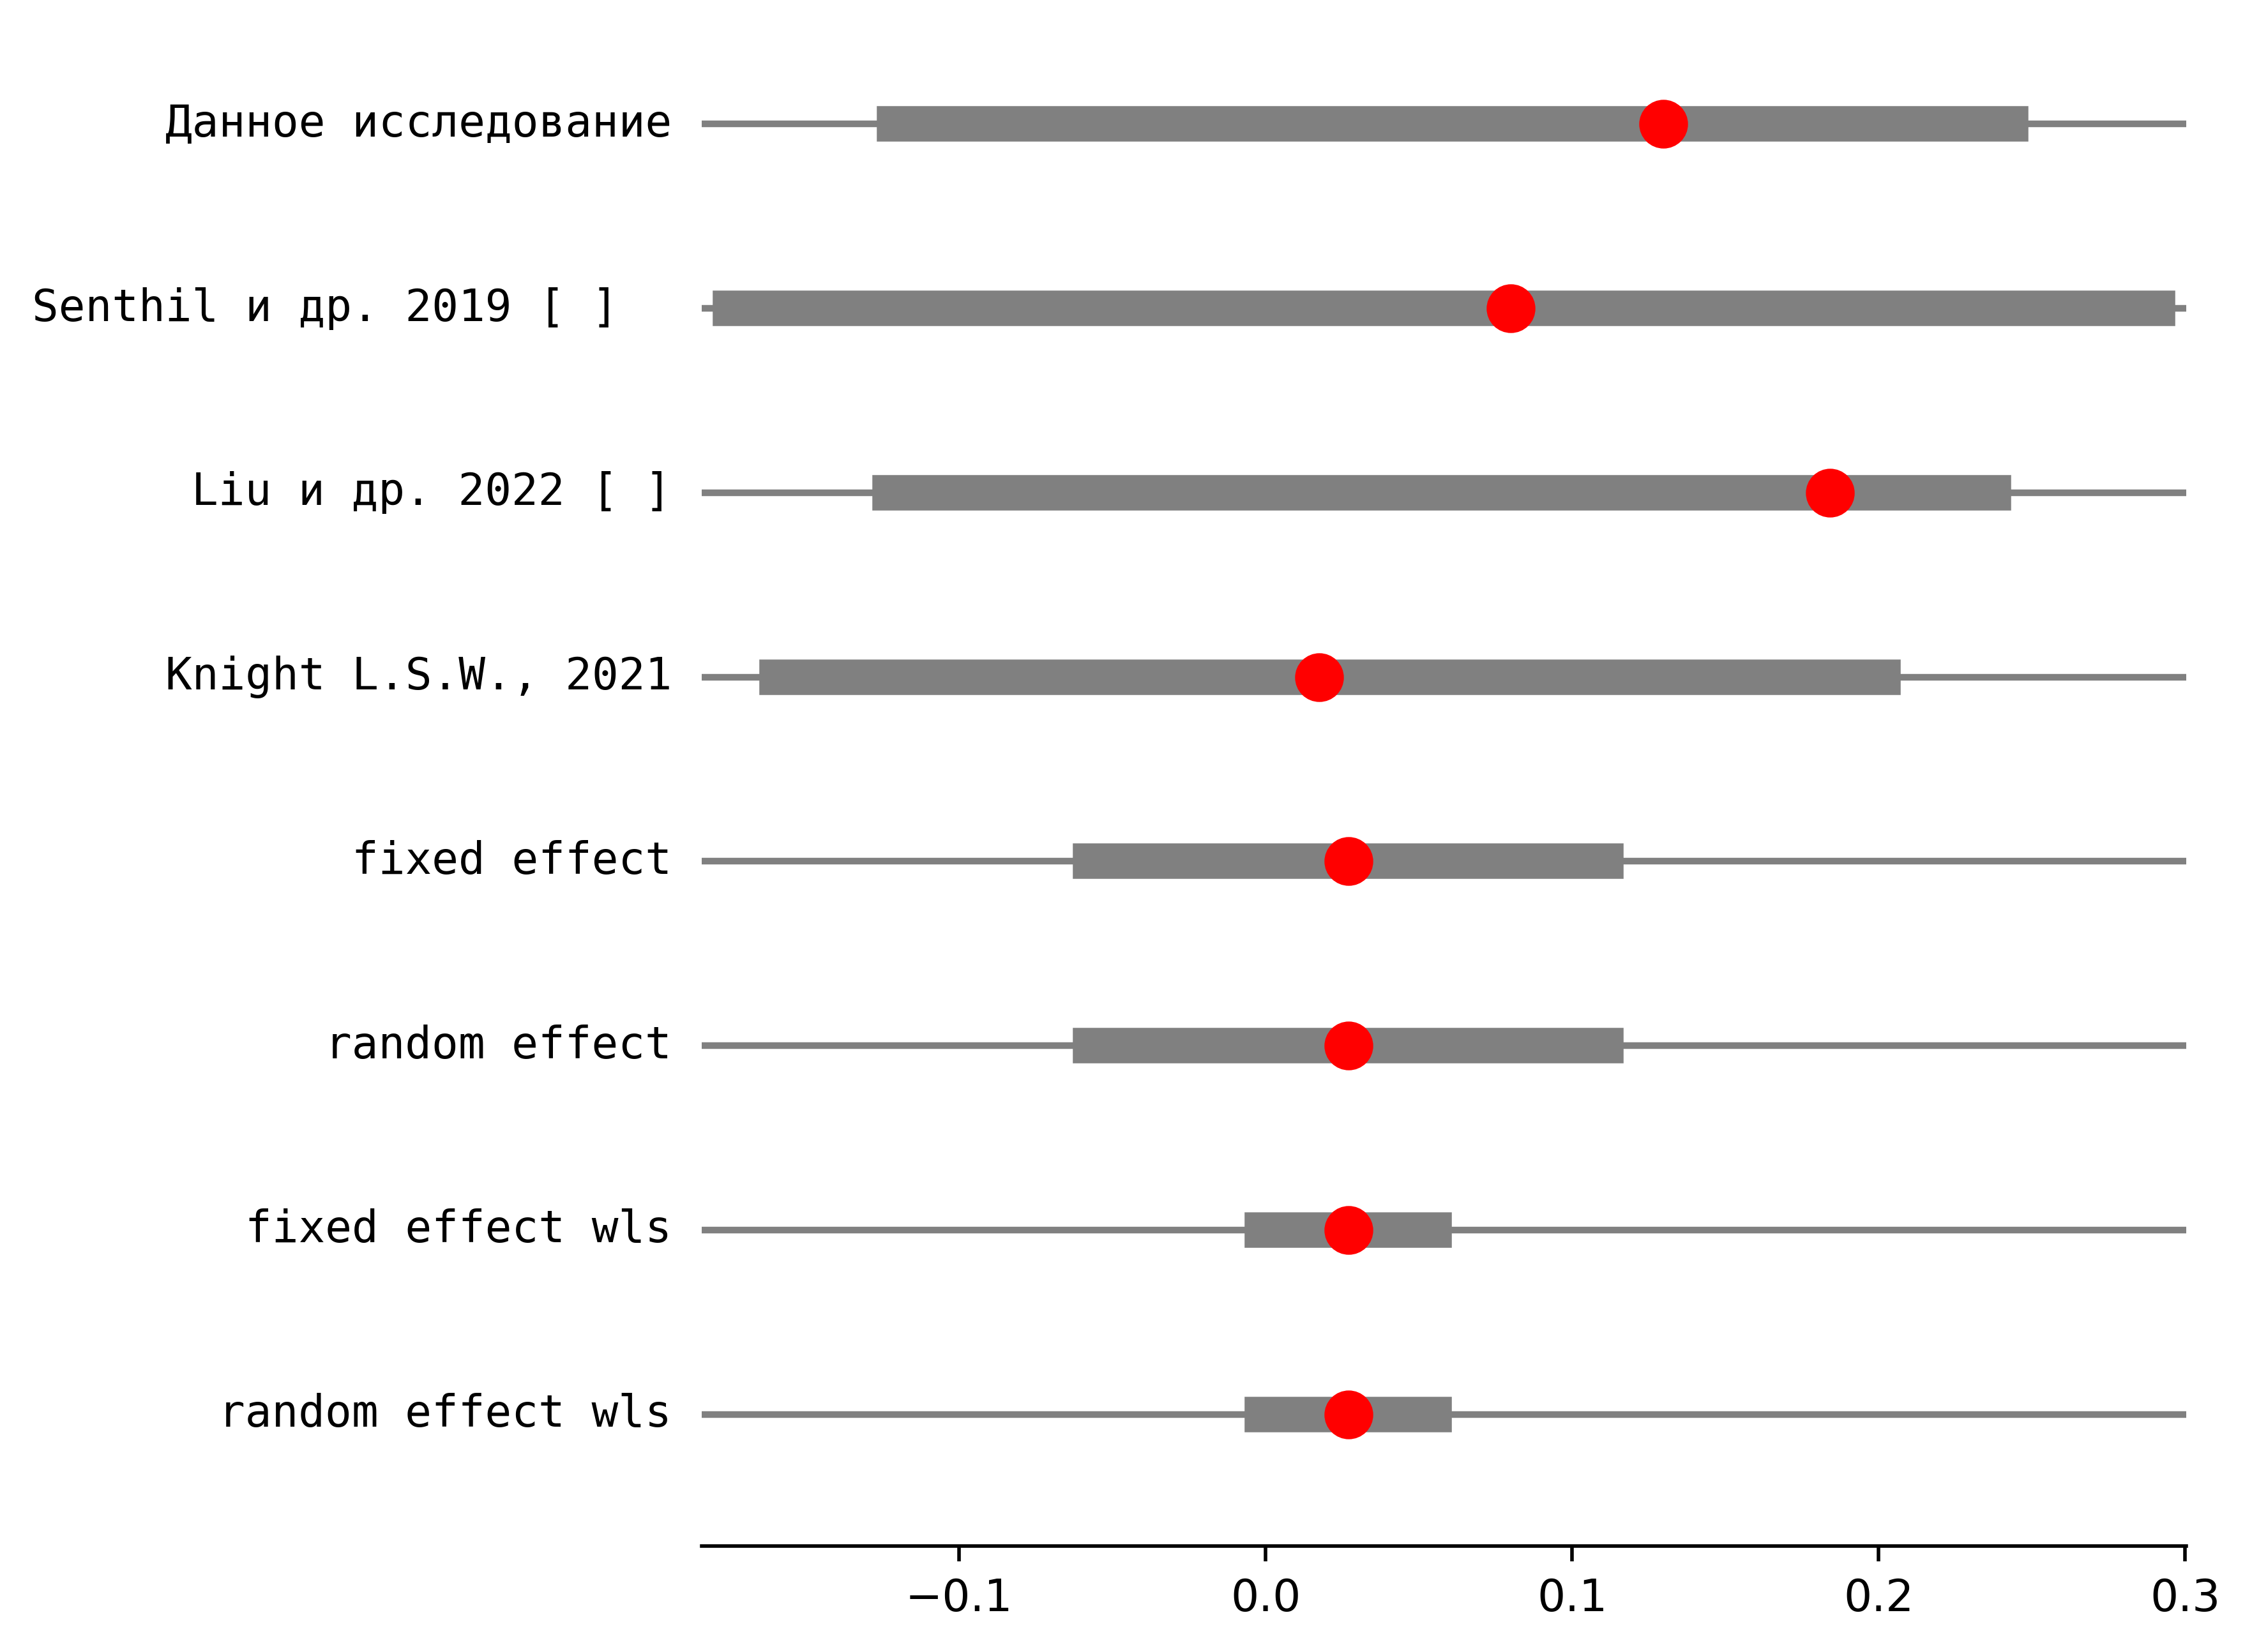 Данное исследование
Senthil и др. 2019 [ ]
Liu и др. 2022 [ ]
Knight L.S.W., 2021
fixed effect
random effect
fixed effect wls
random effect wls
−0.1 0.0 0.1 0.2 0.3